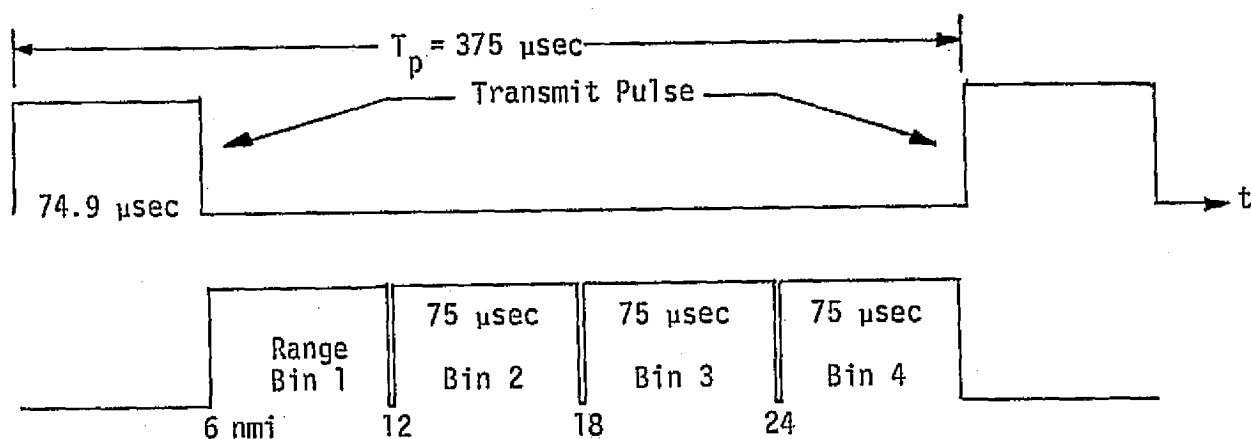 T_p = 375 µsec
Transmit Pulse
74.9 µsec
t
75 µsec
75 µsec
75 µsec
Range
Bin 1
Bin 2
Bin 3
Bin 4
6 nmi
12
18
24